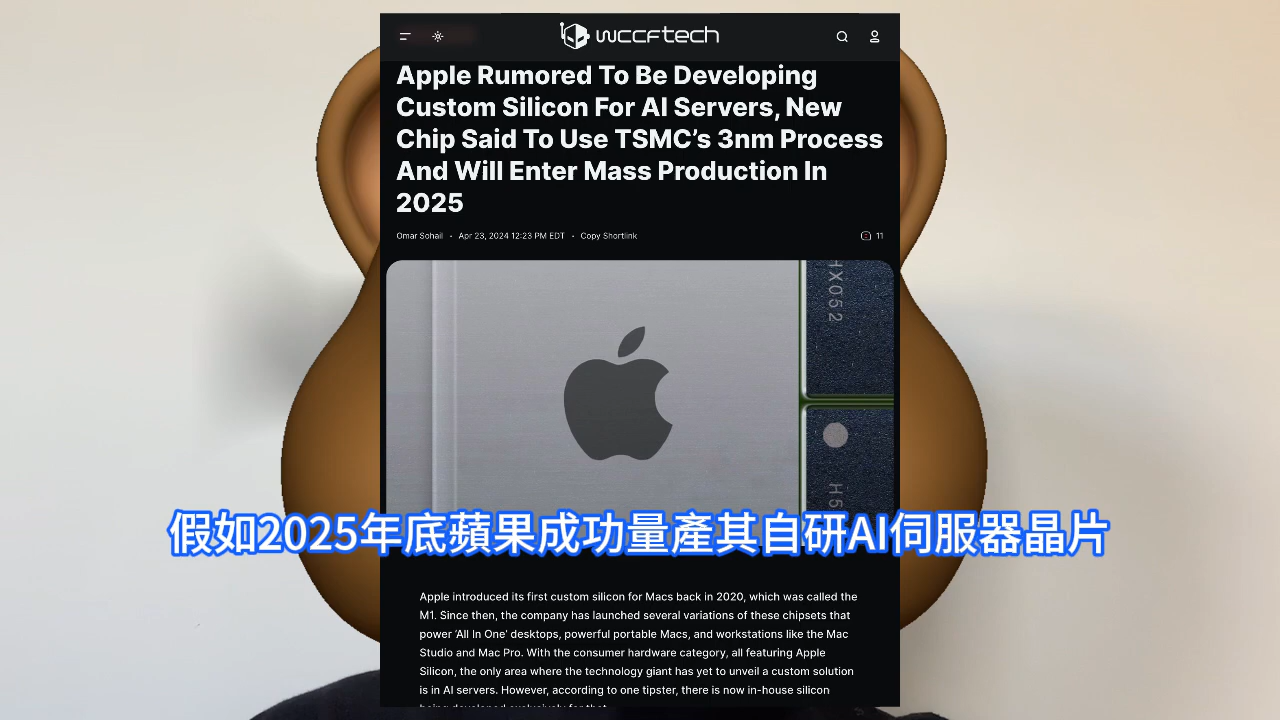 wccftech
Apple Rumored To Be Developing
Custom Silicon For AI Servers, New
Chip Said To Use TSMC’s 3nm Process
And Will Enter Mass Production In
2025
Omar Sohail • Apr 23, 2024 12:23 PM EDT • Copy Shortlink
11
HX052
H5
假如2025年底蘋果成功量產其自研AI伺服器晶片
Apple introduced its first custom silicon for Macs back in 2020, which was called the
M1. Since then, the company has launched several variations of these chipsets that
power ‘All In One’ desktops, powerful portable Macs, and workstations like the Mac
Studio and Mac Pro. With the consumer hardware category, all featuring Apple
Silicon, the only area where the technology giant has yet to unveil a custom solution
is in AI servers. However, according to one tipster, there is now in-house silicon